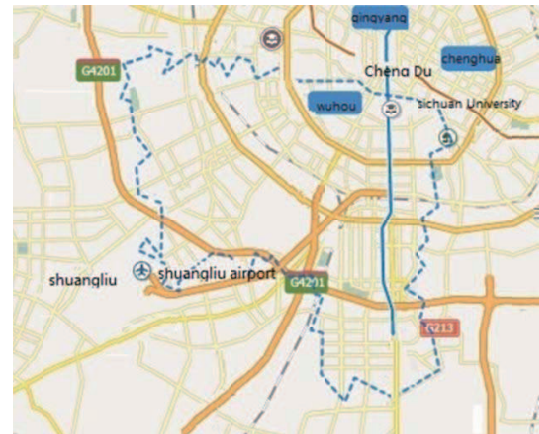 qingyang
chenghua
G4201
Cheng Du
wuhou
sichuan University
shuangliu
shuangliu airport
G4201
G213